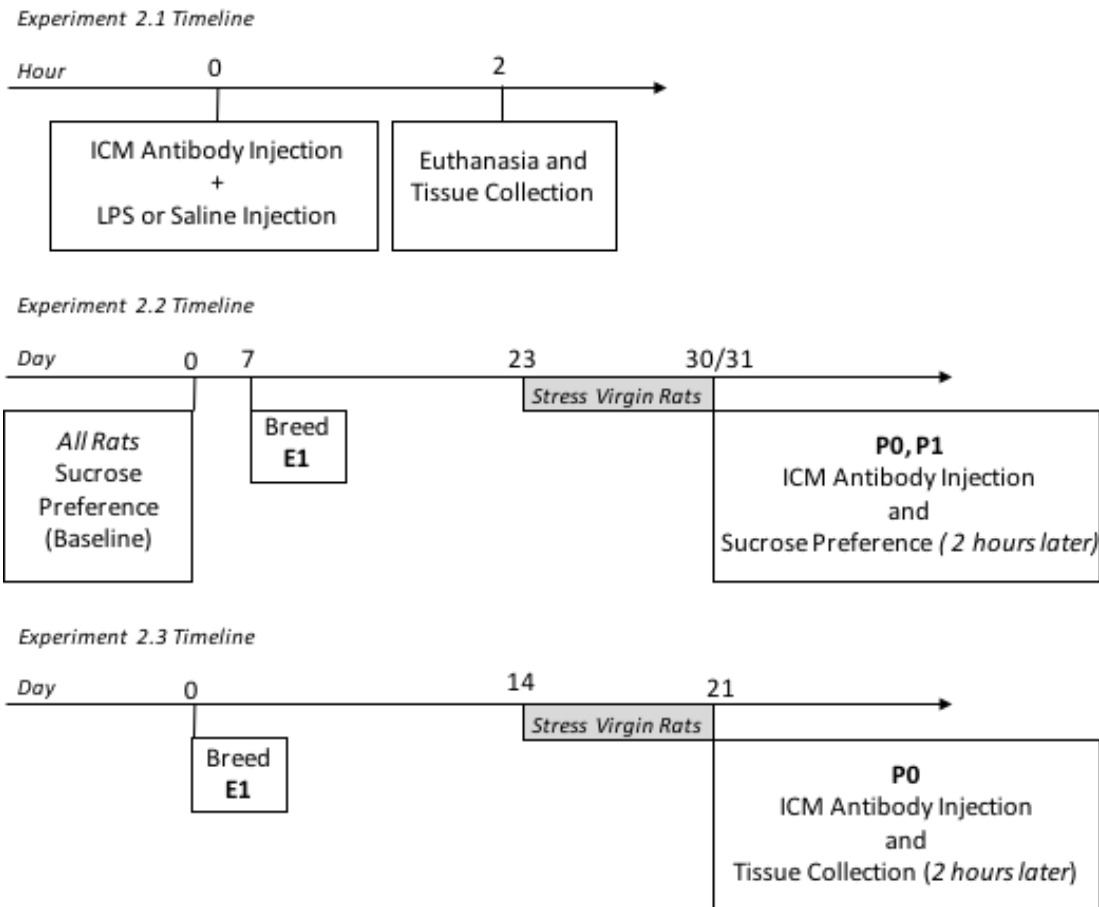 Experiment 2.1 Timeline
Hour
0
2
ICM Antibody Injection
+
LPS or Saline Injection
Euthanasia and
Tissue Collection
Experiment 2.2 Timeline
Day
0
7
23
30/31
Stress Virgin Rats
All Rats
Sucrose
Preference
(Baseline)
Breed
E1
P0, P1
ICM Antibody Injection
and
Sucrose Preference ( 2 hours later)
Experiment 2.3 Timeline
Day
0
14
21
Stress Virgin Rats
Breed
E1
P0
ICM Antibody Injection
and
Tissue Collection (2 hours later)